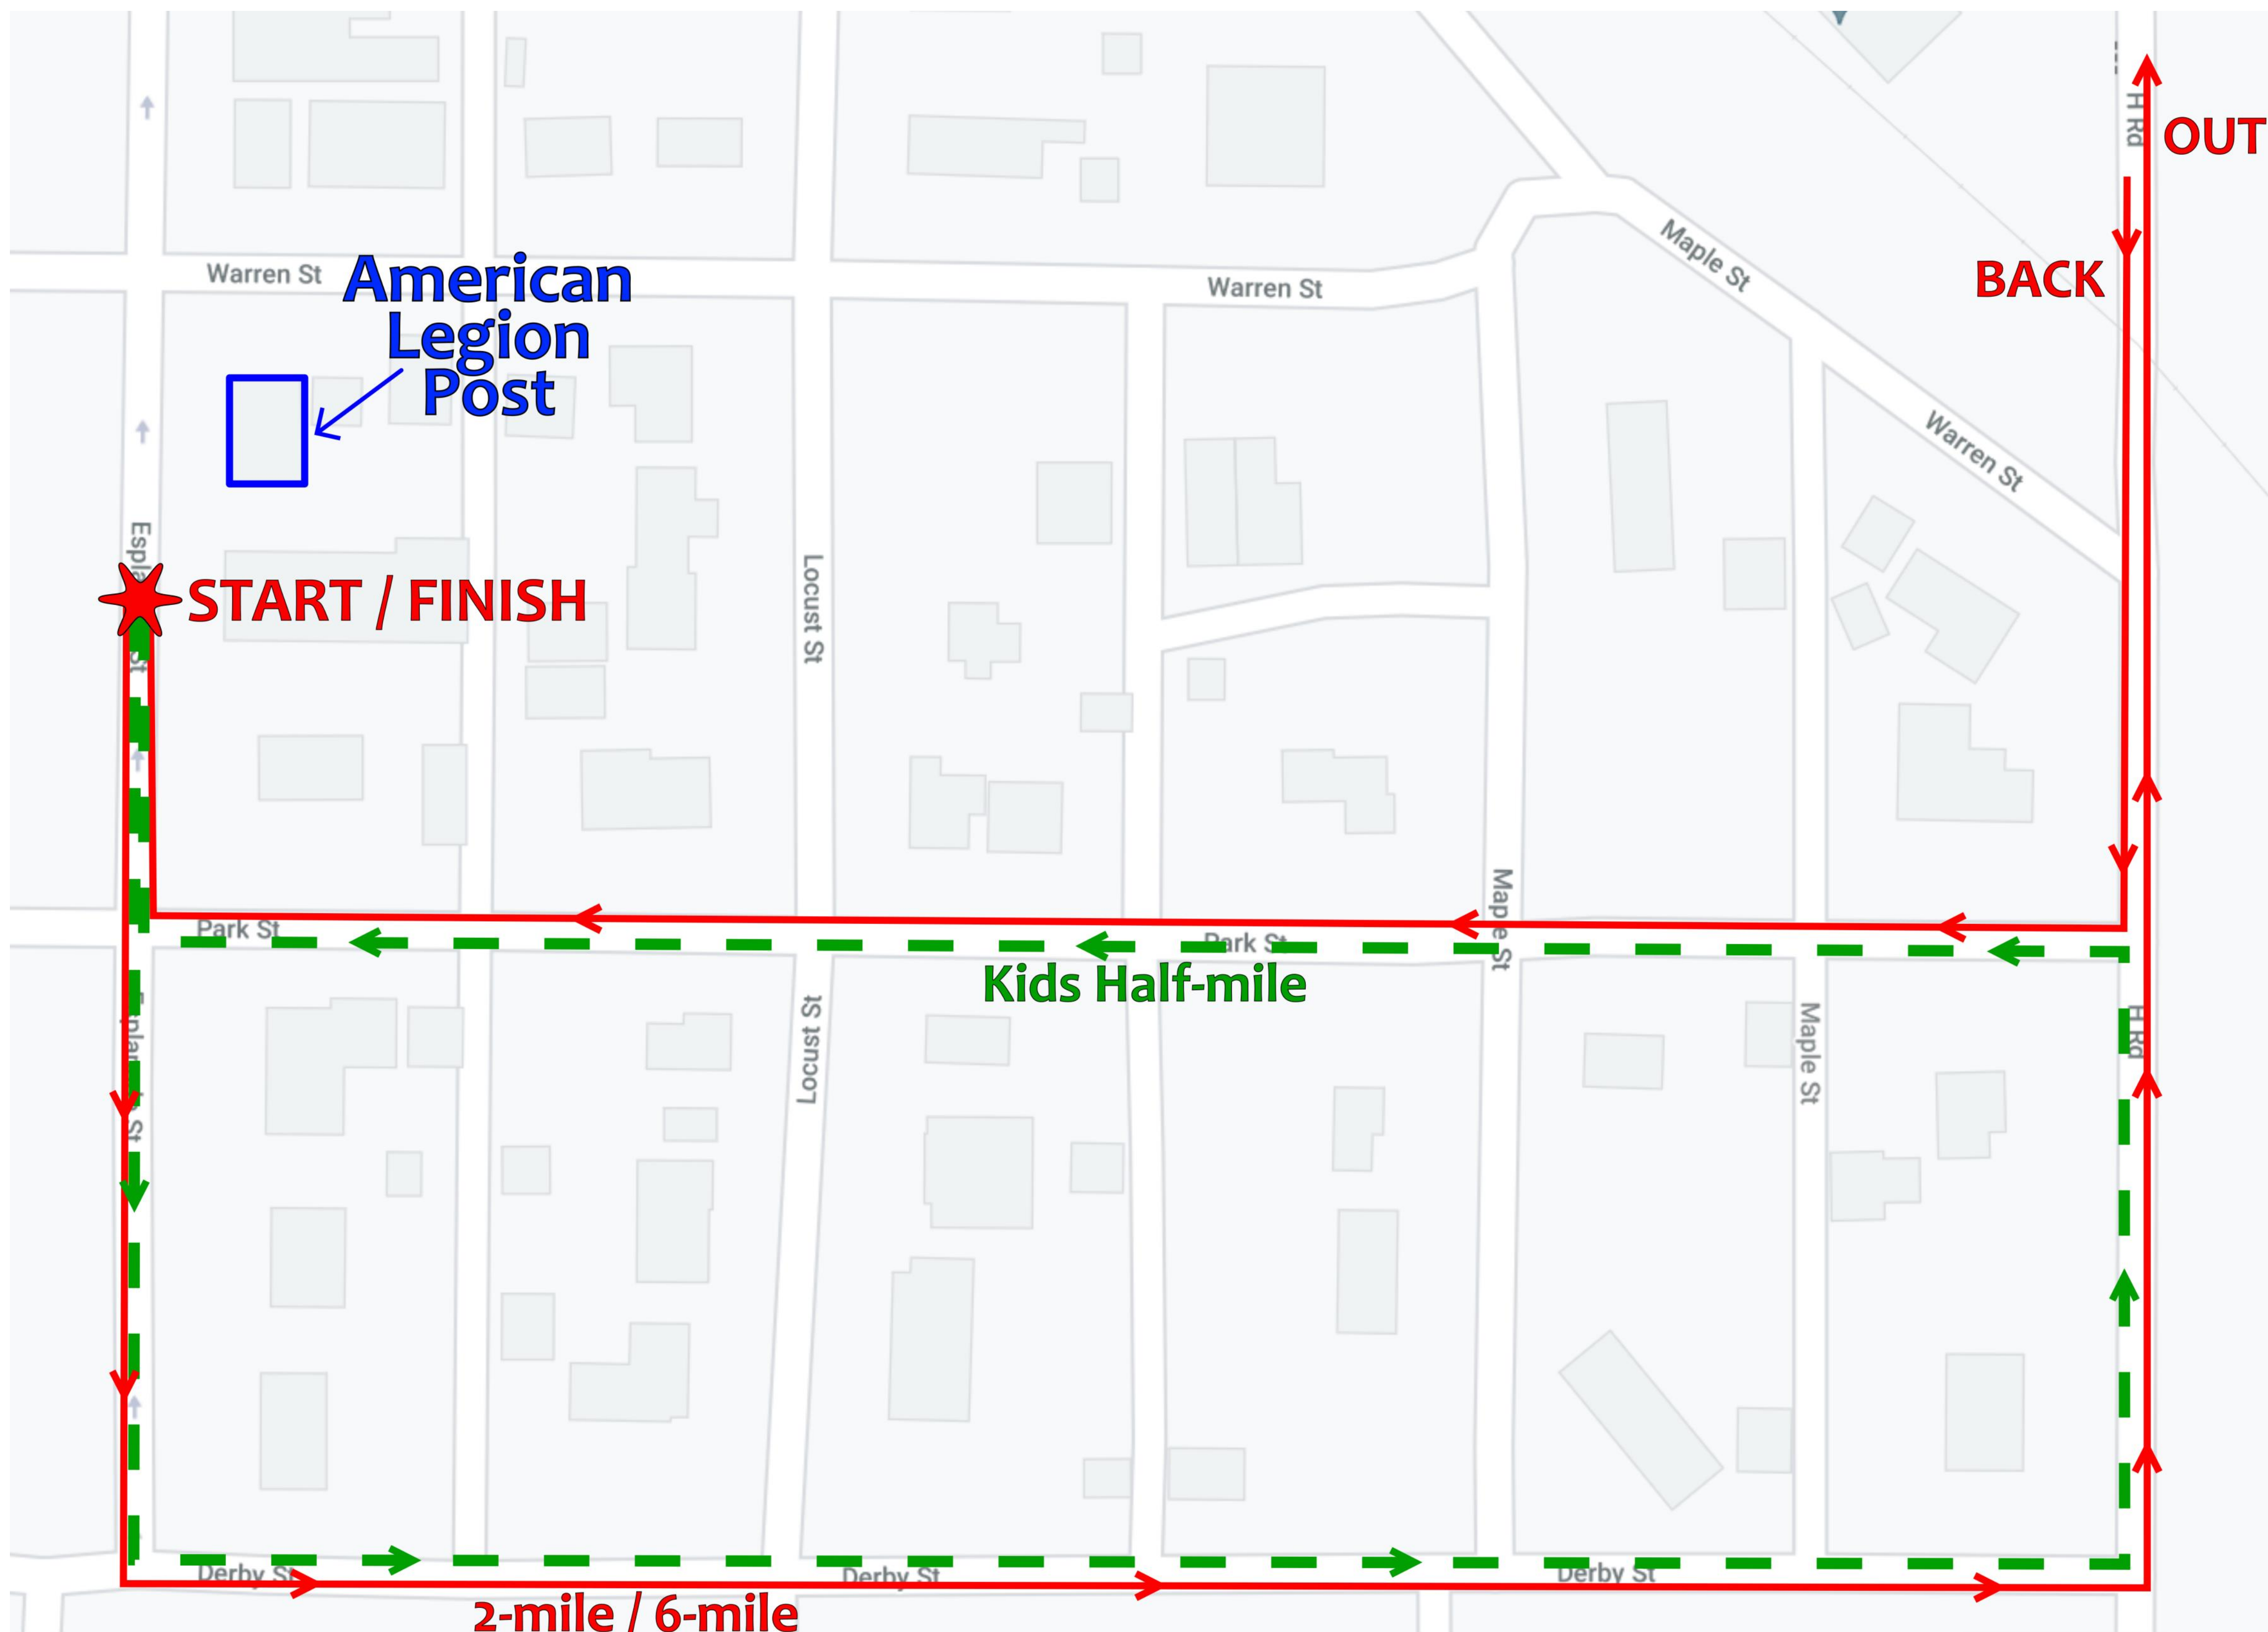 H Rd
OUT
Maple St
Warren St
American
Legion
Post
Warren St
BACK
Warren St
START / FINISH
Locust St
Park St
Park St
Maple St
Kids Half-mile
Locust St
Maple St
H Rd
Derby St
Derby St
Derby St
2-mile / 6-mile